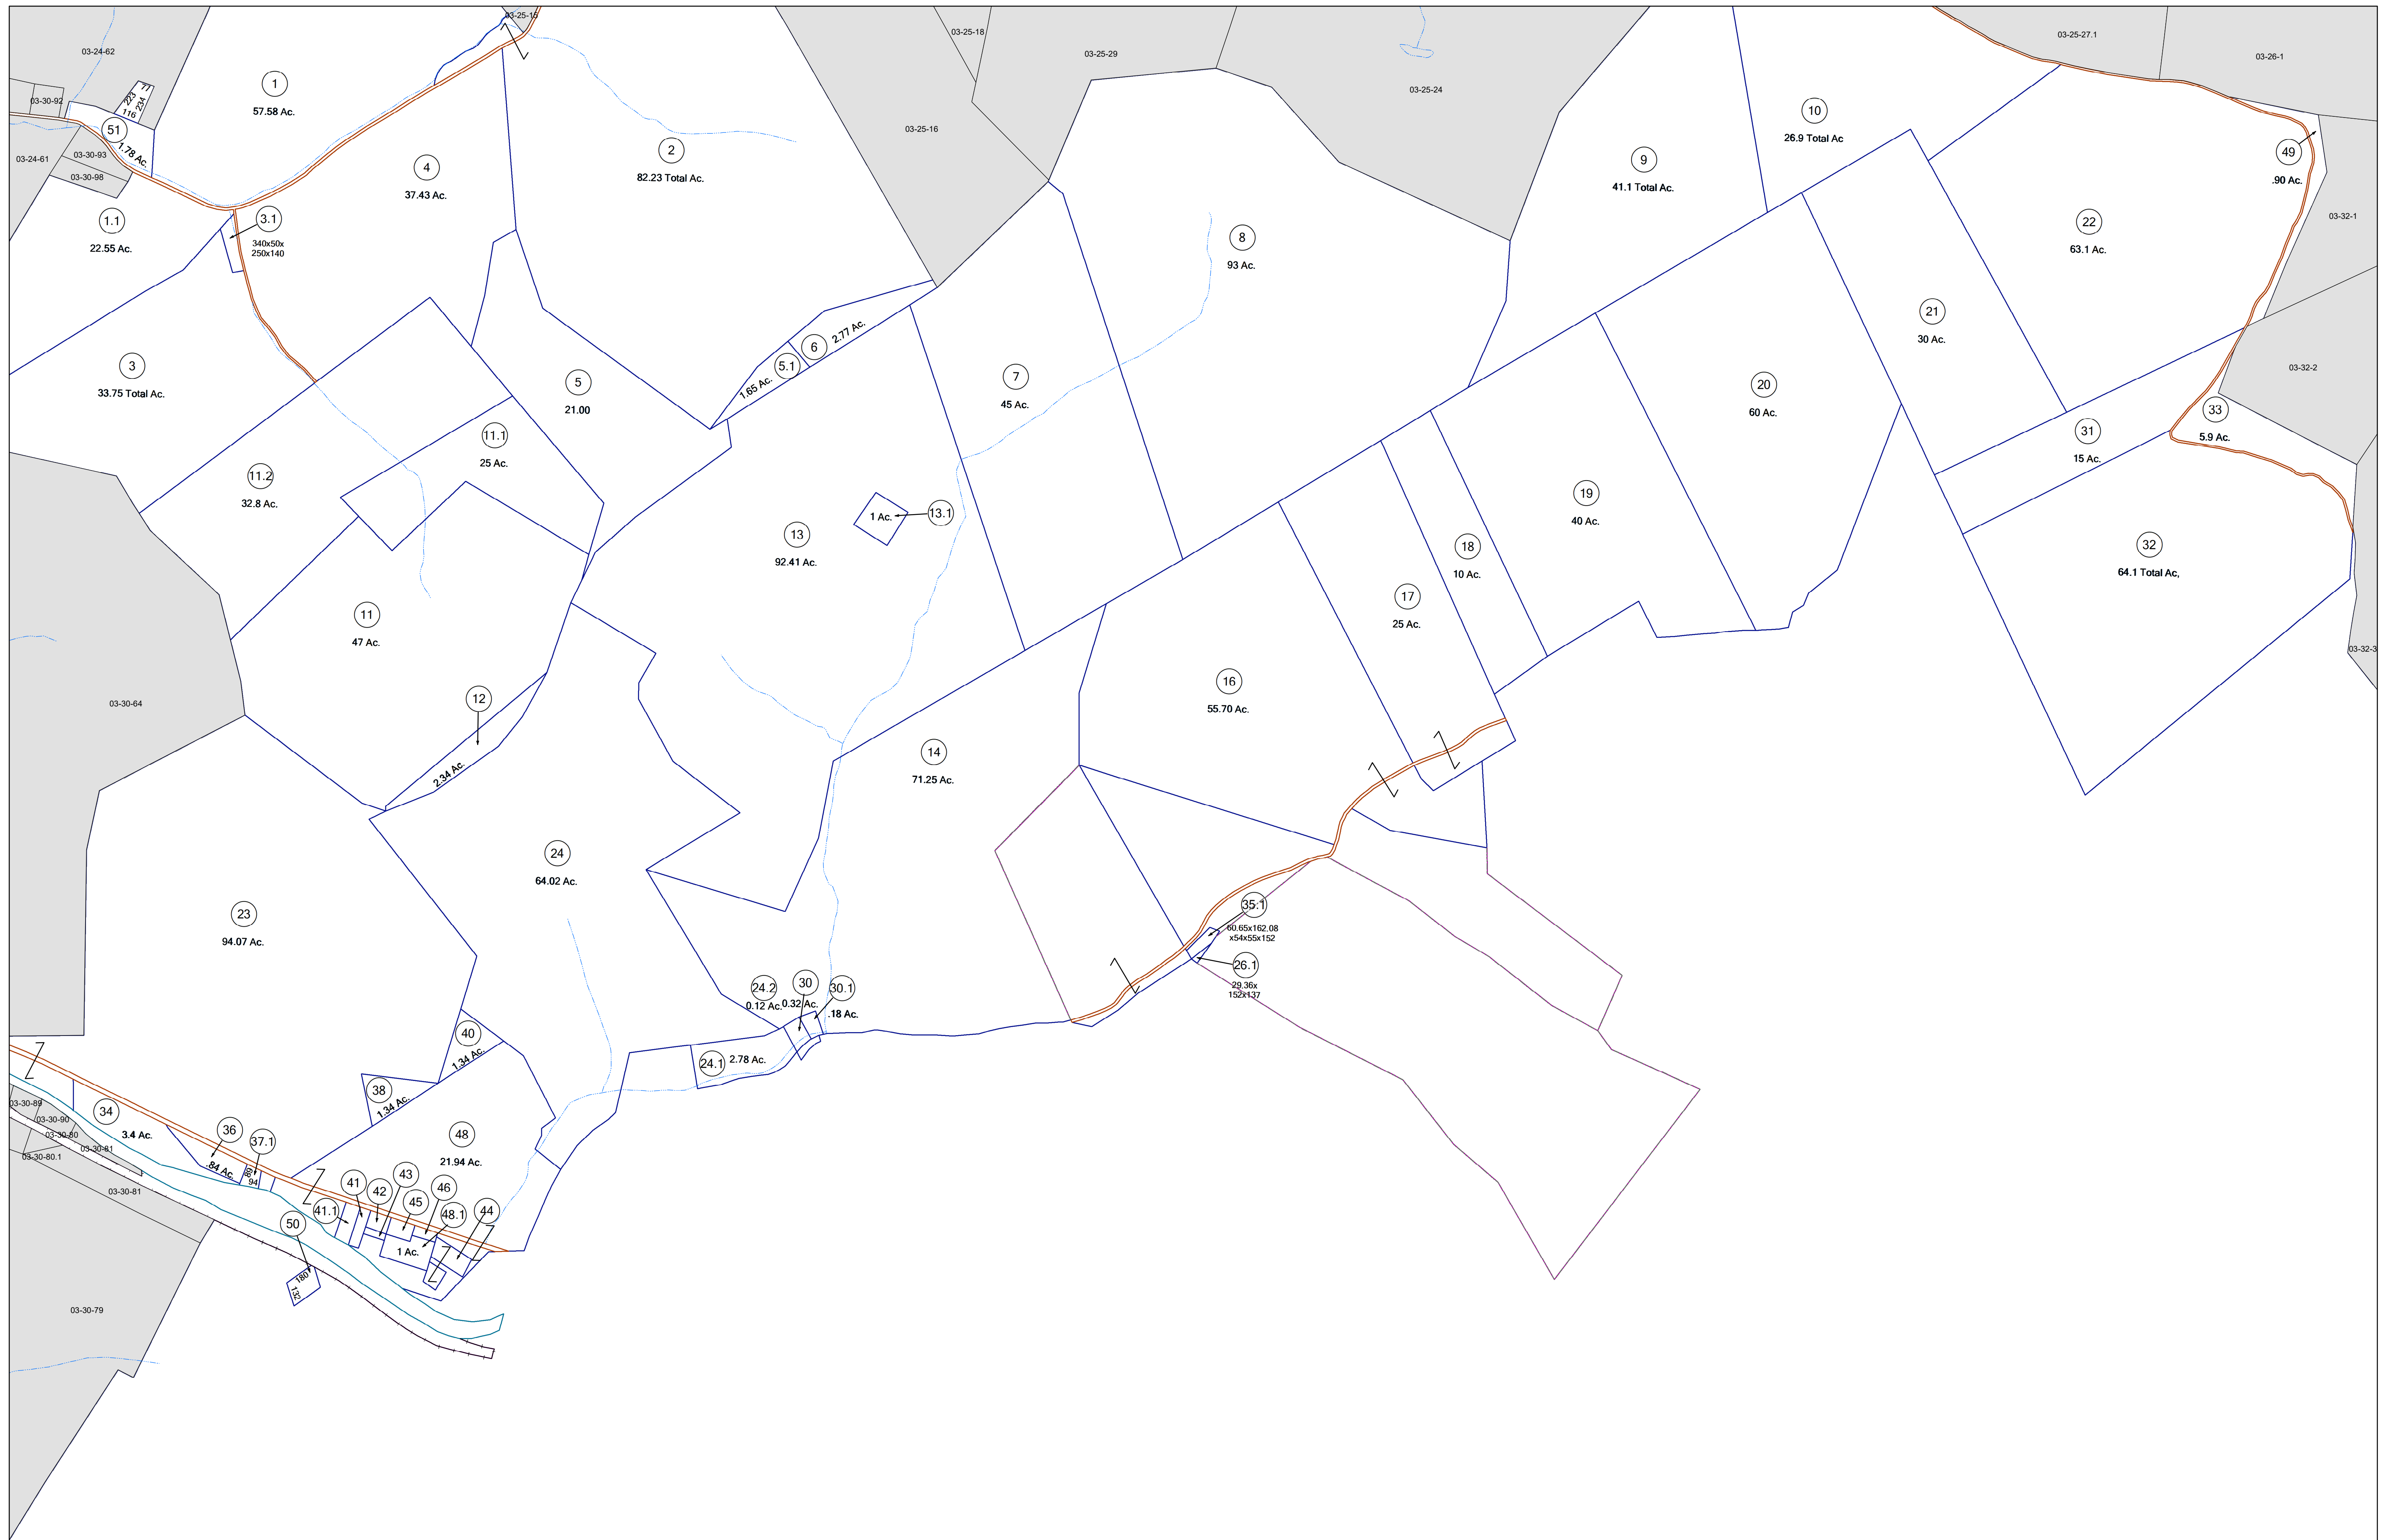 03-25-15
03-24-62
03-25-18
03-25-29
03-25-24
03-25-27.1
03-26-1
1
57.58 Ac.
77
223
234
116
03-30-92
51
1.78 Ac.
03-24-61
03-30-93
03-30-98
03-25-16
2
82.23 Total Ac.
4
37.43 Ac.
9
41.1 Total Ac.
10
26.9 Total Ac
49
.90 Ac.
03-32-1
1.1
22.55 Ac.
3.1
340x50x
250x140
8
93 Ac.
22
63.1 Ac.
3
33.75 Total Ac.
5
21.00
5.1
1.65 Ac.
6
2.77 Ac.
7
45 Ac.
21
30 Ac.
20
60 Ac.
03-32-2
33
5.9 Ac.
31
15 Ac.
11.1
25 Ac.
11.2
32.8 Ac.
13
92.41 Ac.
1 Ac.
13.1
19
40 Ac.
18
10 Ac.
32
64.1 Total Ac,
17
25 Ac.
11
47 Ac.
03-32-3
03-30-64
12
2.34 Ac.
16
55.70 Ac.
14
71.25 Ac.
24
64.02 Ac.
23
94.07 Ac.
35.1
60.65x162.08
x54x55x152
26.1
29.36x
152x137
24.2
0.12 Ac.
30
0.32 Ac.
30.1
.18 Ac.
24.1
2.78 Ac.
40
1.34 Ac.
38
1.34 Ac.
03-30-89
03-30-90
03-30-80
03-30-81
03-30-80.1
03-30-81
34
3.4 Ac.
36
.84 Ac.
37.1
89
94
48
21.94 Ac.
41
42
43
45
46
41.1
48.1
44
1 Ac.
50
180
132
03-30-79